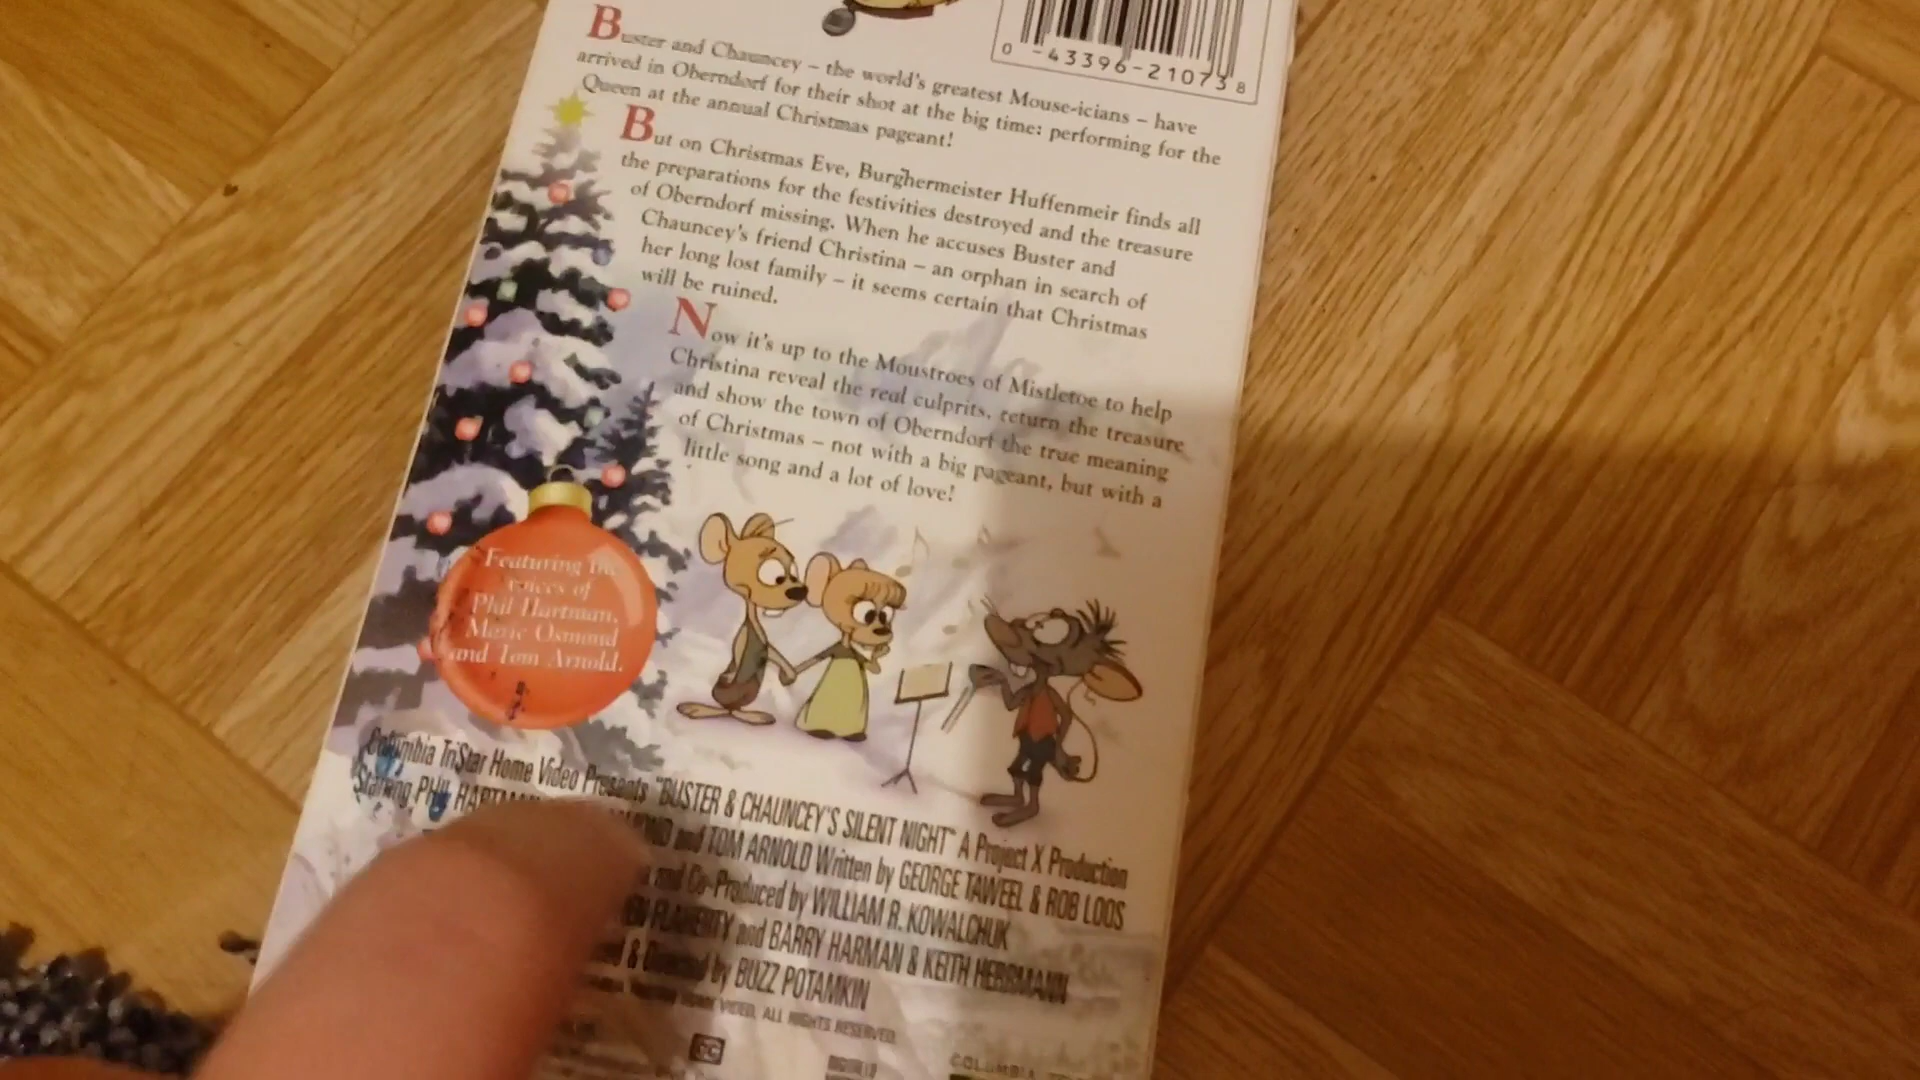 0 -43396-21073 8
Buster and Chauncey – the world's greatest Mouse-icians – have
arrived in Oberndorf for their shot at the big time: performing for the
Queen at the annual Christmas pageant!
But on Christmas Eve, Burghermeister Huffenmeir finds all
the preparations for the festivities destroyed and the treasure
of Oberndorf missing. When he accuses Buster and
Chauncey's friend Christina – an orphan in search of
her long lost family – it seems certain that Christmas
will be ruined.
Now it's up to the Moustroes of Mistletoe to help
Christina reveal the real culprits, return the treasure
and show the town of Oberndorf the true meaning
of Christmas – not with a big pageant, but with a
little song and a lot of love!
Featuring the
voices of
Phil Hartman,
Marie Osmond
and Tom Arnold.
Columbia TriStar Home Video Presents "BUSTER & CHAUNCEY'S SILENT NIGHT" A Project X Production
Starring PHIL HARTMAN and TOM ARNOLD Written by GEORGE TAWEEL & ROB LOOS
and Co-Produced by WILLIAM R. KOWALCHUK
FLAHERTY and BARRY HARMAN & KEITH HERRMANN
& Directed by BUZZ POTAMKIN
HOME VIDEO. ALL RIGHTS RESERVED.
COLUMBIA